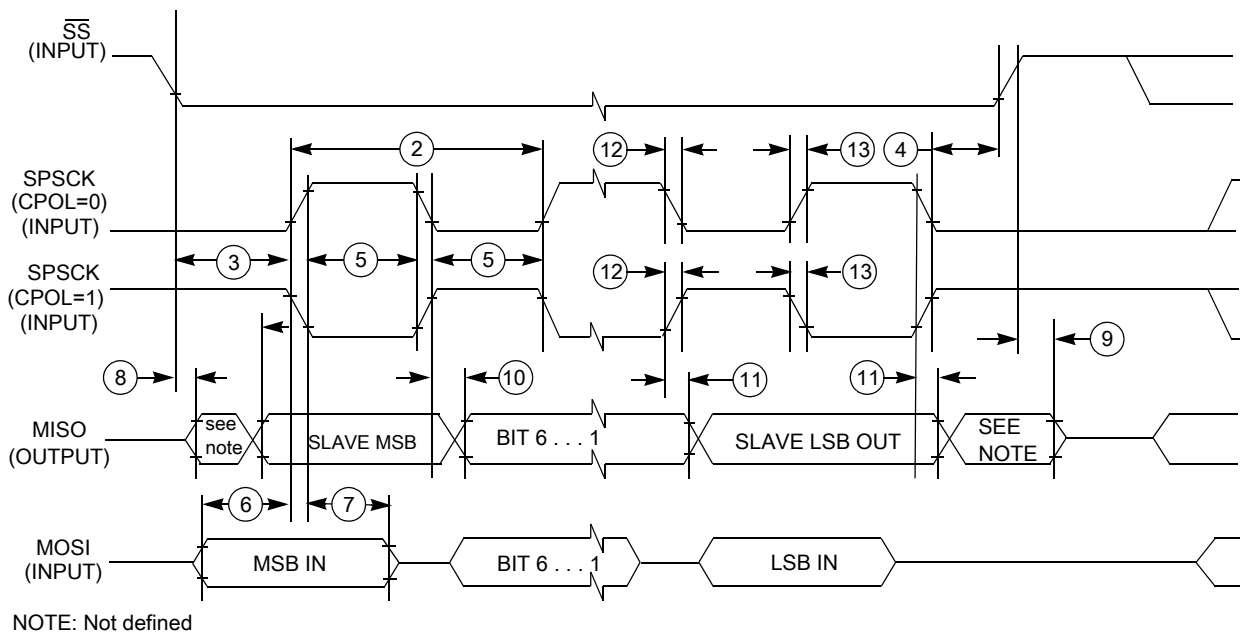 SS
(INPUT)
2
12
13
4
SPSCK
(CPOL=0)
(INPUT)
3
5
5
SPSCK
(CPOL=1)
(INPUT)
12
13
9
8
10
11
11
MISO
(OUTPUT)
see
note
SLAVE MSB
BIT 6 . . . 1
SLAVE LSB OUT
SEE
NOTE
6
7
MOSI
(INPUT)
MSB IN
BIT 6 . . . 1
LSB IN
NOTE: Not defined